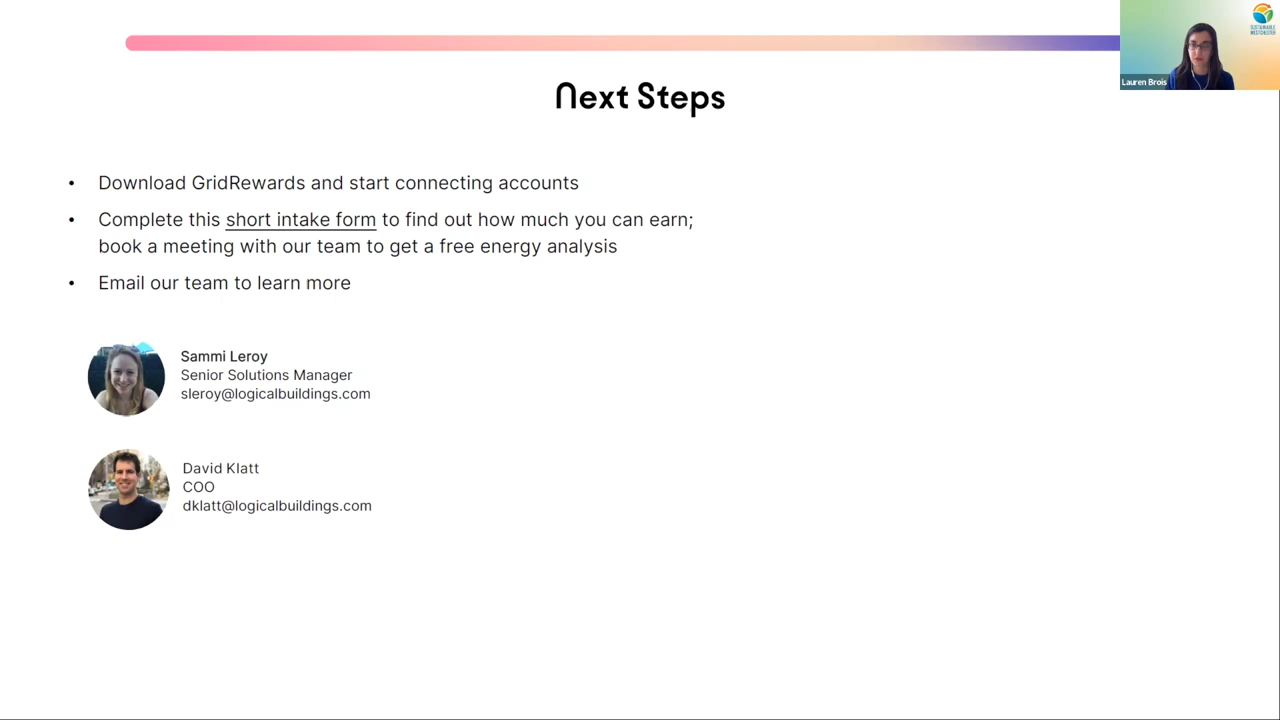 Next Steps
• Download GridRewards and start connecting accounts
• Complete this short intake form to find out how much you can earn;
book a meeting with our team to get a free energy analysis
• Email our team to learn more
Sammi Leroy
Senior Solutions Manager
sleroy@logicalbuildings.com
David Klatt
COO
dklatt@logicalbuildings.com
Lauren Brois
SUSTAINABLE
WESTCHESTER